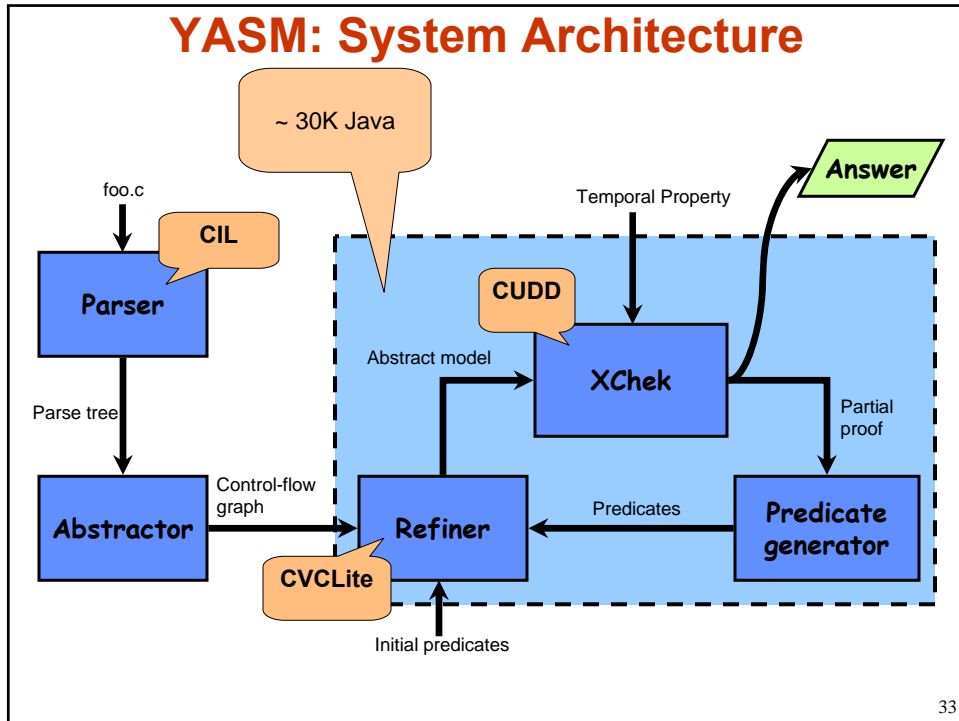 YASM: System Architecture
~ 30K Java
Answer
foo.c
Temporal Property
CIL
Parser
CUDD
Abstract model
XChek
Parse tree
Partial
proof
Control-flow
graph
Abstractor
Refiner
Predicates
Predicate
generator
CVCLite
Initial predicates
33